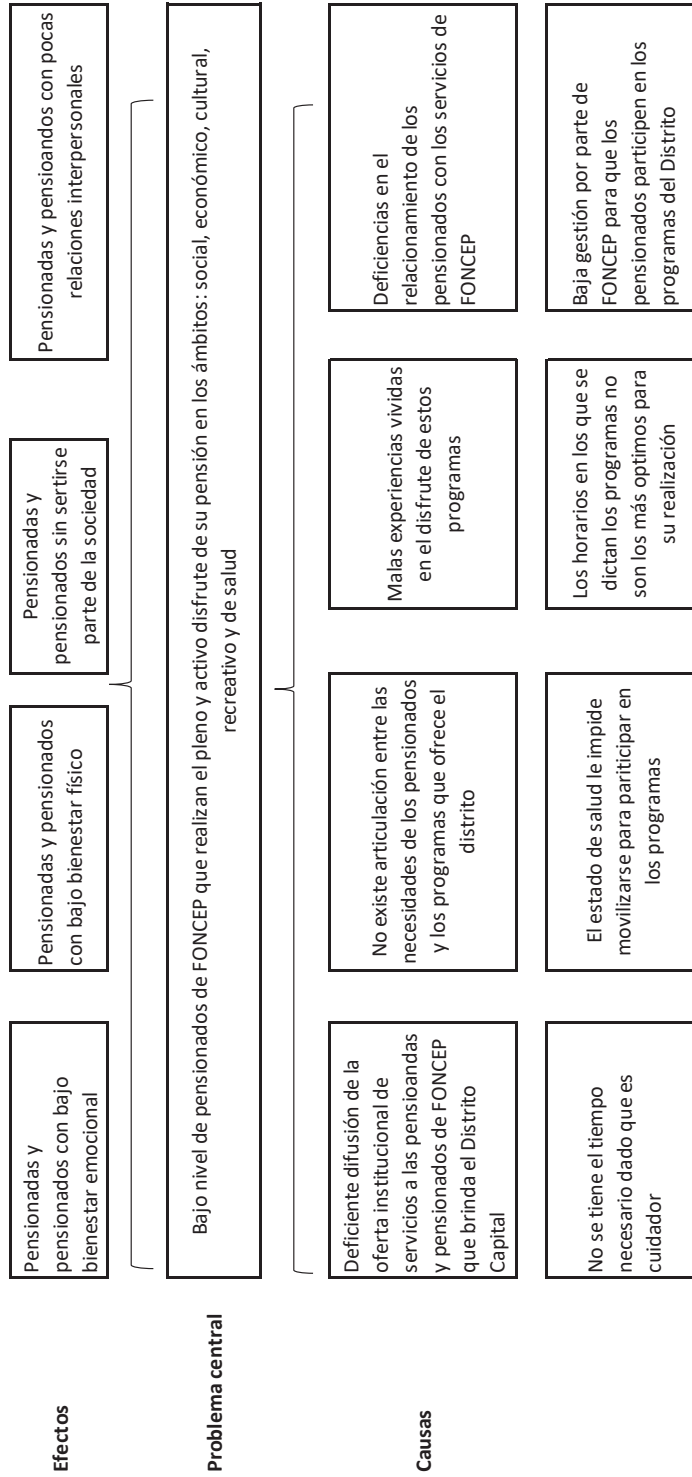 Efectos
Pensionadas y
pensionados con bajo
bienestar emocional
Pensionadas y pensionados
con bajo bienestar físico
Pensionadas y
pensionados sin sertirse
parte de la sociedad
Pensionadas y pensioandos con pocas
relaciones interpersonales
Problema central
Bajo nivel de pensionados de FONCEP que realizan el pleno y activo disfrute de su pensión en los ámbitos: social, económico, cultural,
recreativo y de salud
Causas
Deficiente difusión de la
oferta institucional de
servicios a las pensioandas
y pensionados de FONCEP
que brinda el Distrito
Capital
No existe articulación entre las
necesidades de los pensionados
y los programas que ofrece el
distrito
Malas experiencias vividas
en el disfrute de estos
programas
Deficiencias en el
relacionamiento de los
pensionados con los servicios de
FONCEP
No se tiene el tiempo
necesario dado que es
cuidador
El estado de salud le impide
movilizarse para pariticipar en
los programas
Los horarios en los que se
dictan los programas no
son los más optimos para
su realización
Baja gestión por parte de
FONCEP para que los
pensionados participen en los
programas del Distrito